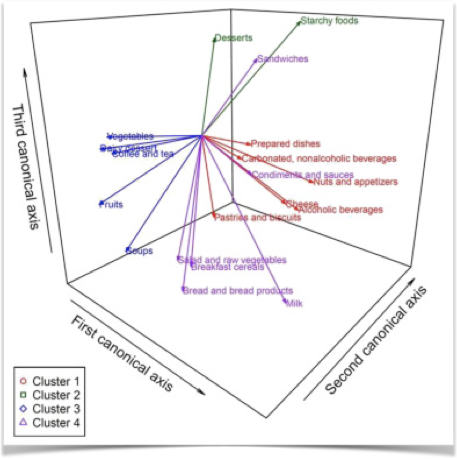 Starchy foods
Desserts
Sandwiches
Vegetables
Dairy dessert
Coffee and tea
Prepared dishes
Carbonated, nonalcoholic beverages
Condiments and sauces
Nuts and appetizers
Fruits
Cheese
Alcoholic beverages
Pastries and biscuits
Soups
Salad and raw vegetables
Breakfast cereals
Bread and bread products
Milk
Third canonical axis
First canonical axis
Second canonical axis
Cluster 1
Cluster 2
Cluster 3
Cluster 4